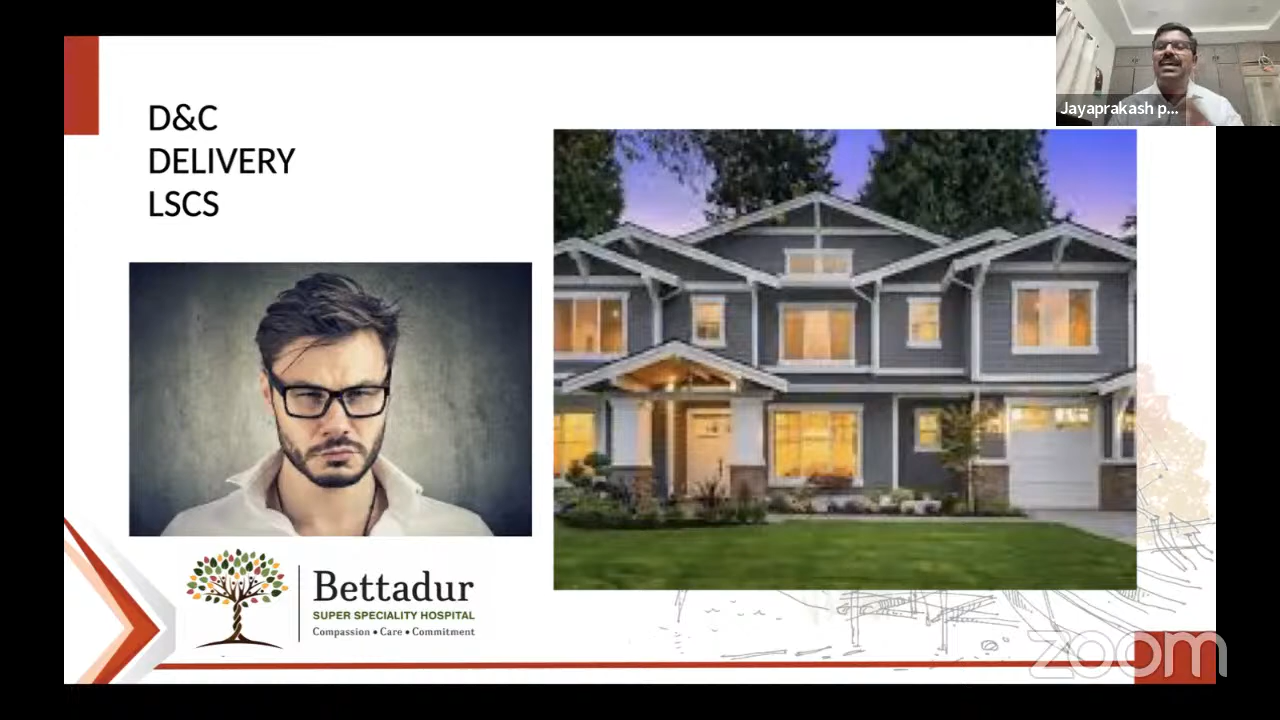 Jayaprakash p...
D&C
DELIVERY
LSCS
Bettadur
SUPER SPECIALITY HOSPITAL
Compassion • Care • Commitment
zoom